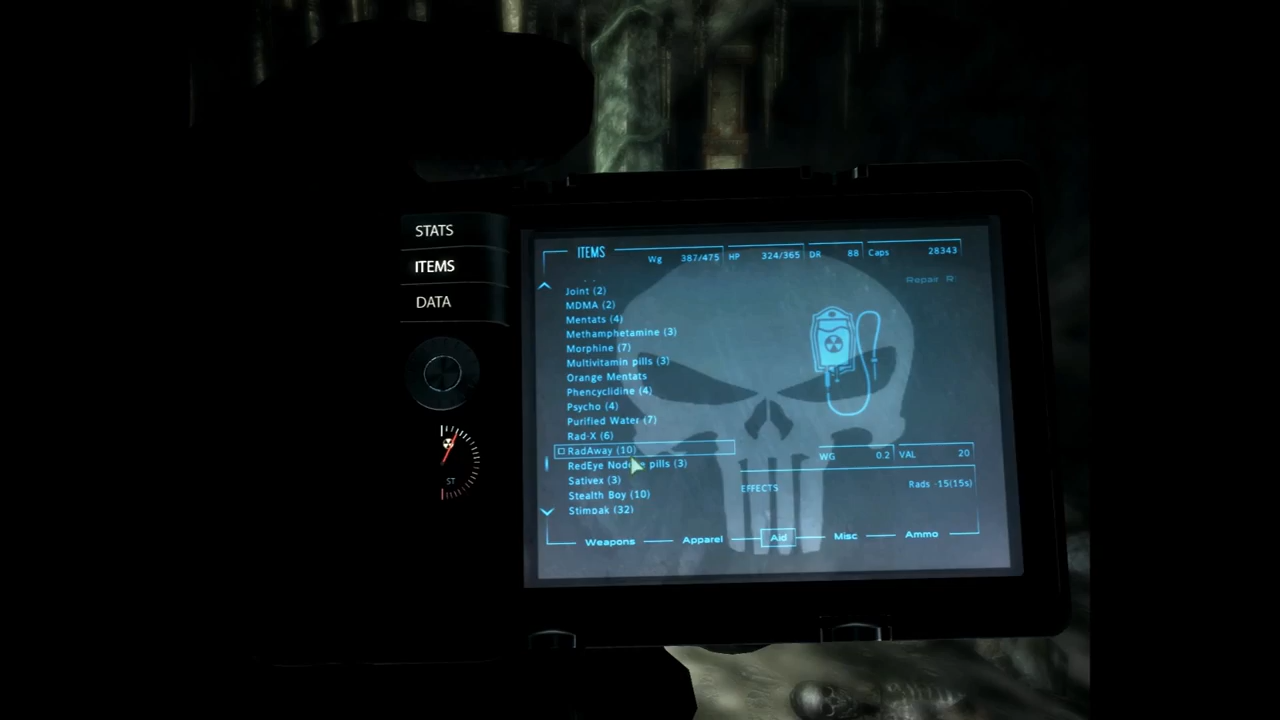 STATS
ITEMS
DATA
ST
ITEMS
Wg 387/475 HP 324/365 DR 88 Caps 28343
Joint (2)
MDMA (2)
Mentats (4)
Methamphetamine (3)
Morphine (7)
Multivitamin pills (3)
Orange Mentats
Phencyclidine (4)
Psycho (4)
Purified Water (7)
Rad-X (6)
RadAway (10)
RedEye pills (3)
Sativex (3)
Stealth Boy (10)
Stimpak (32)
Repair R
WG 0.2 VAL 20
EFFECTS Rads -15(15s)
Weapons Apparel Aid Misc Ammo